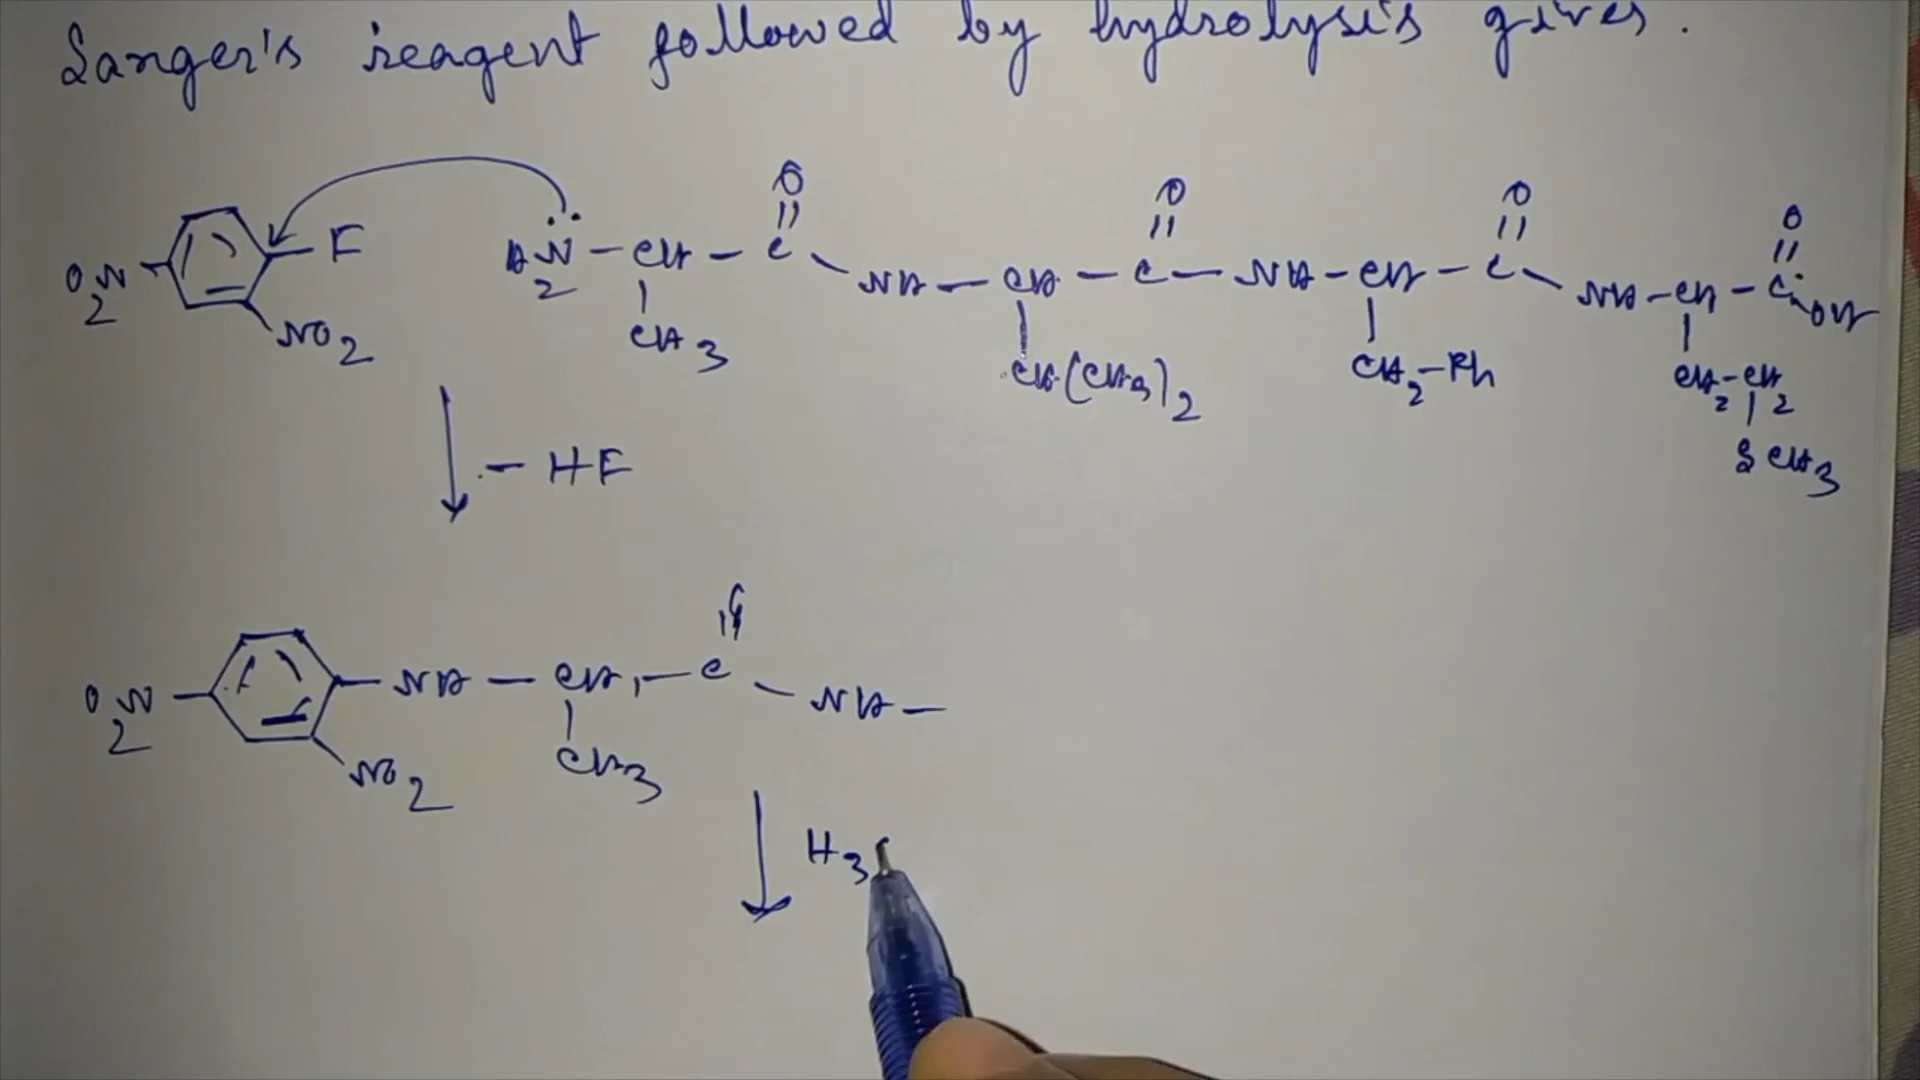 Sanger's reagent followed by hydrolysis gives.
O O O O
O2N F H2N - CH - C NH - CH - C - NH - CH - C NH - CH - C OH
NO2 CH3 CH(CH3)2 CH2-Ph CH2-CH2
SCH3
- HF
O2N NH - CH - C NH -
NO2 CH3
H3